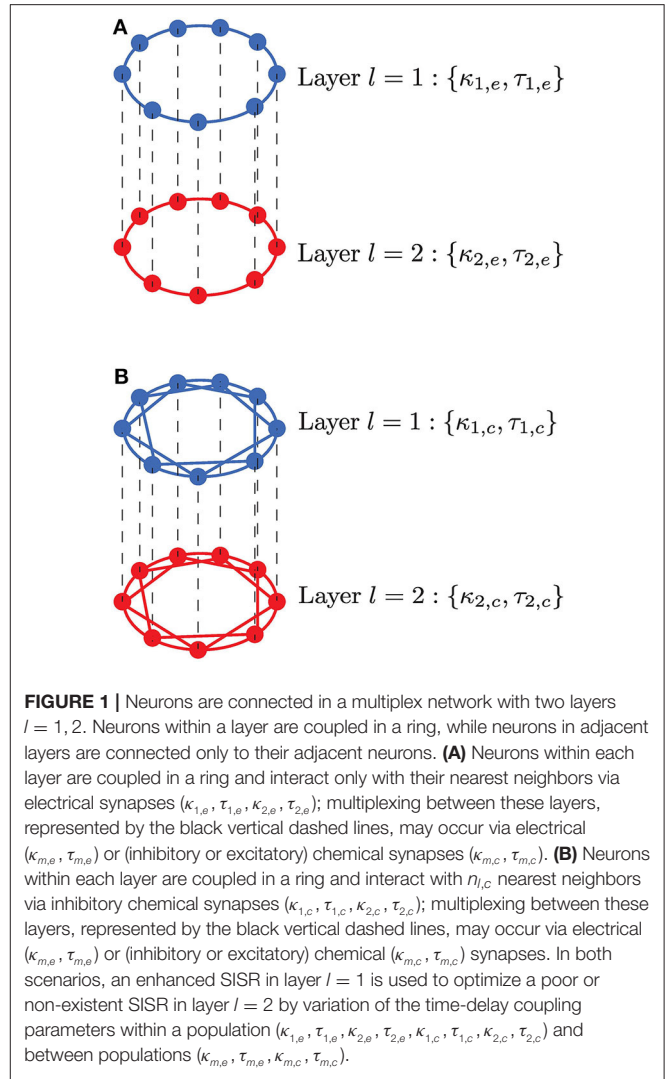 A
Layer l = 1 : {κ1,e, τ1,e}
Layer l = 2 : {κ2,e, τ2,e}
B
Layer l = 1 : {κ1,c, τ1,c}
Layer l = 2 : {κ2,c, τ2,c}
FIGURE 1 | Neurons are connected in a multiplex network with two layers
l = 1, 2. Neurons within a layer are coupled in a ring, while neurons in adjacent
layers are connected only to their adjacent neurons. (A) Neurons within each
layer are coupled in a ring and interact only with their nearest neighbors via
electrical synapses (κ1,e, τ1,e, κ2,e, τ2,e); multiplexing between these layers,
represented by the black vertical dashed lines, may occur via electrical
(κm,e, τm,e) or (inhibitory or excitatory) chemical synapses (κm,c, τm,c). (B) Neurons
within each layer are coupled in a ring and interact with nl,c nearest neighbors
via inhibitory chemical synapses (κ1,c, τ1,c, κ2,c, τ2,c); multiplexing between these
layers, represented by the black vertical dashed lines, may occur via electrical
(κm,e, τm,e) or (inhibitory or excitatory) chemical (κm,c, τm,c) synapses. In both
scenarios, an enhanced SISR in layer l = 1 is used to optimize a poor or
non-existent SISR in layer l = 2 by variation of the time-delay coupling
parameters within a population (κ1,e, τ1,e, κ2,e, τ2,e, κ1,c, τ1,c, κ2,c, τ2,c) and
between populations (κm,e, τm,e, κm,c, τm,c).